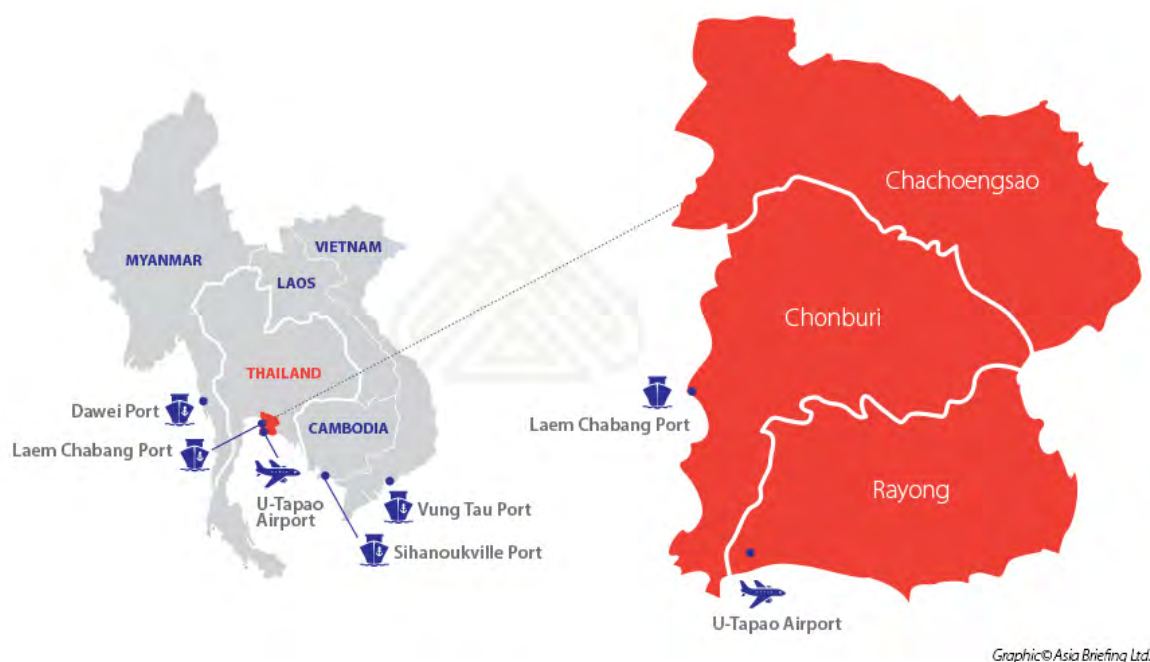 VIETNAM
MYANMAR
LAOS
THAILAND
Dawei Port
CAMBODIA
Laem Chabang Port
U-Tapao
Airport
Vung Tau Port
Sihanoukville Port
Chachoengsao
Chonburi
Laem Chabang Port
Rayong
U-Tapao Airport
Graphic© Asia Briefing Ltd.